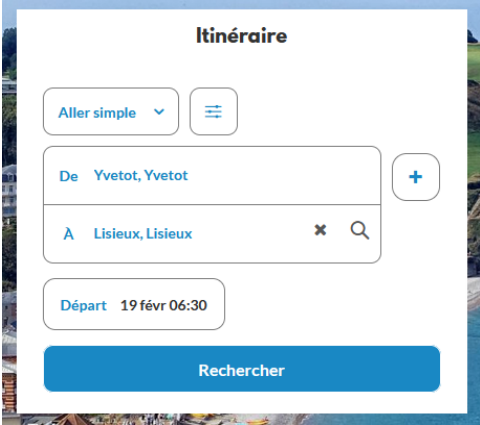 Itinéraire
Aller simple
De Yvetot, Yvetot
À Lisieux, Lisieux
Départ 19 févr 06:30
Rechercher